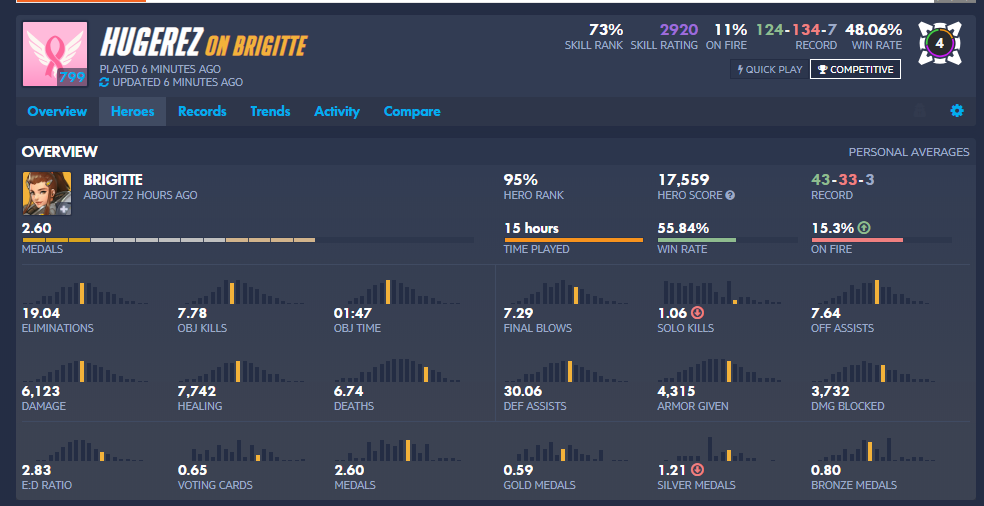 HUGEREZ ON BRIGITTE
799
PLAYED 6 MINUTES AGO
UPDATED 6 MINUTES AGO
73%
SKILL RANK
2920
SKILL RATING
11%
ON FIRE
124-134-7
RECORD
48.06%
WIN RATE
4
QUICK PLAY
COMPETITIVE
Overview Heroes Records Trends Activity Compare
OVERVIEW
PERSONAL AVERAGES
BRIGITTE
ABOUT 22 HOURS AGO
95%
HERO RANK
17,559
HERO SCORE ?
43-33-3
RECORD
2.60
MEDALS
15 hours
TIME PLAYED
55.84%
WIN RATE
15.3%
ON FIRE
19.04
ELIMINATIONS
7.78
OBJ KILLS
01:47
OBJ TIME
7.29
FINAL BLOWS
1.06
SOLO KILLS
7.64
OFF ASSISTS
6,123
DAMAGE
7,742
HEALING
6.74
DEATHS
30.06
DEF ASSISTS
4,315
ARMOR GIVEN
3,732
DMG BLOCKED
2.83
E:D RATIO
0.65
VOTING CARDS
2.60
MEDALS
0.59
GOLD MEDALS
1.21
SILVER MEDALS
0.80
BRONZE MEDALS